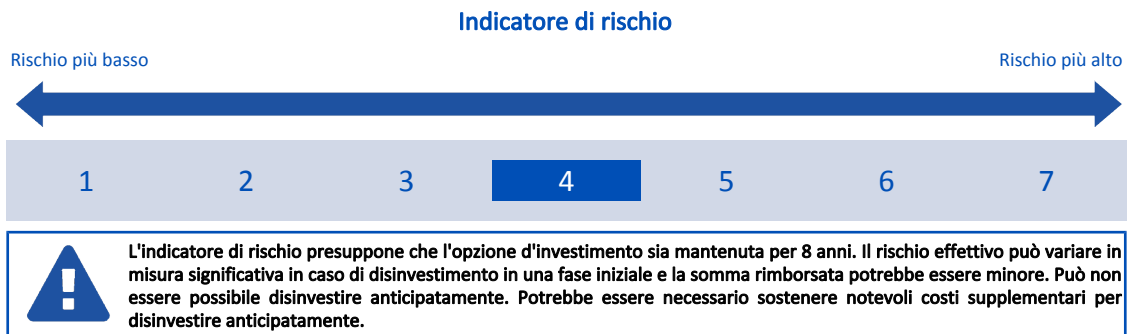 Indicatore di rischio
Rischio più basso Rischio più alto
1 2 3 4 5 6 7
L'indicatore di rischio presuppone che l'opzione d'investimento sia mantenuta per 8 anni. Il rischio effettivo può variare in
misura significativa in caso di disinvestimento in una fase iniziale e la somma rimborsata potrebbe essere minore. Può non
essere possibile disinvestire anticipatamente. Potrebbe essere necessario sostenere notevoli costi supplementari per
disinvestire anticipatamente.